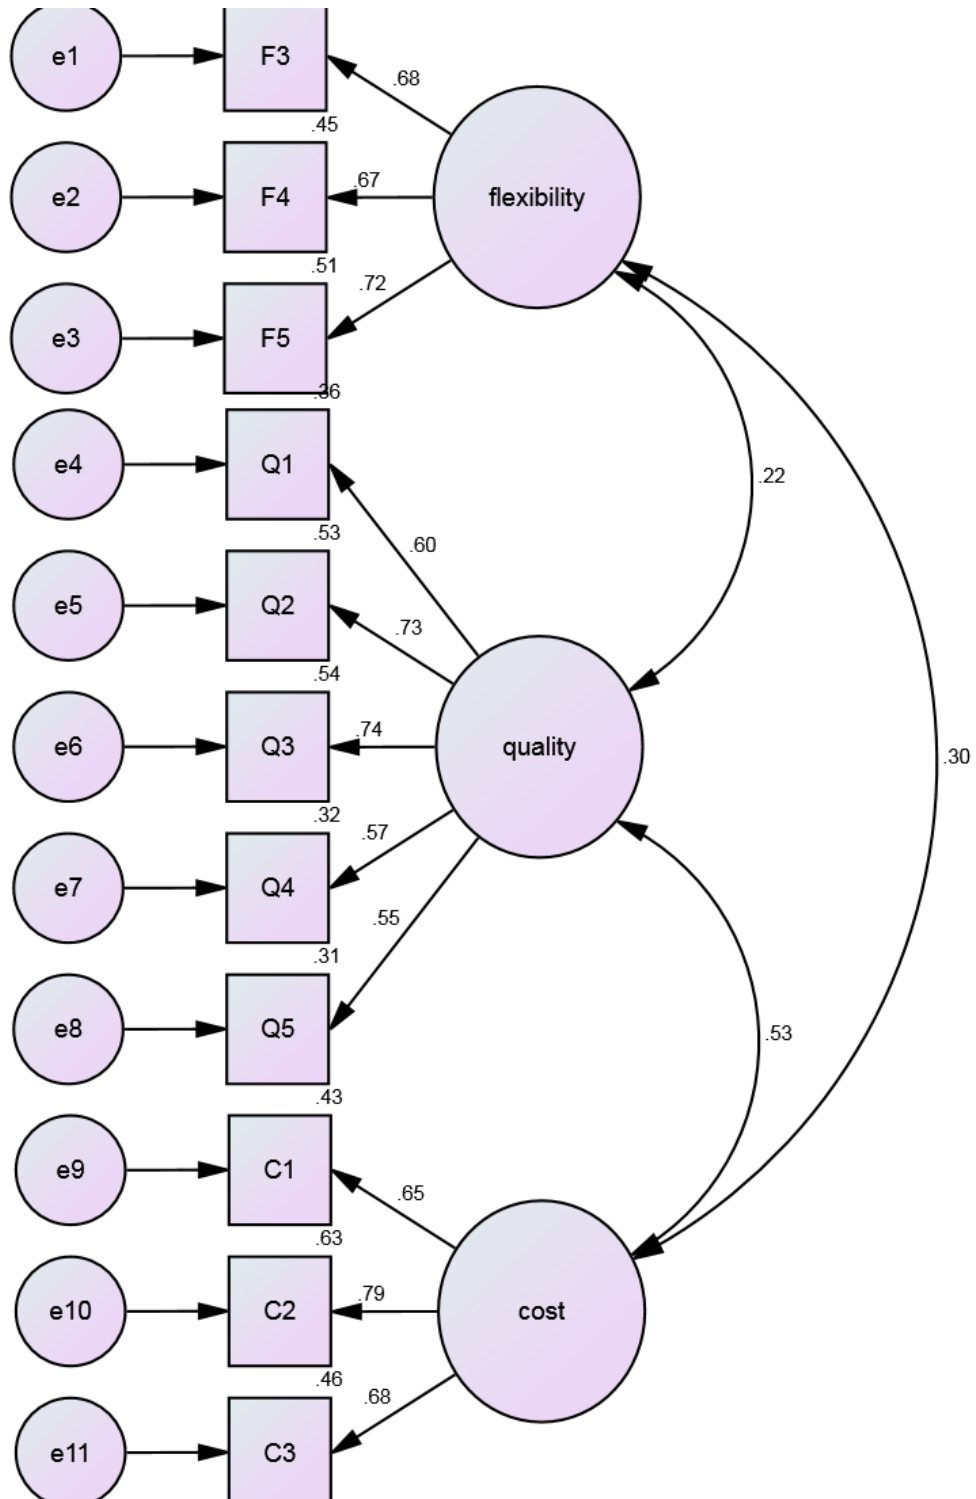 e1
F3
.68
.45
e2
F4
.67
flexibility
.51
e3
F5
.72
.36
e4
Q1
.22
.53
.60
e5
Q2
.73
.54
e6
Q3
.74
quality
.30
.32
e7
Q4
.57
.55
.31
e8
Q5
.53
.43
e9
C1
.65
.63
e10
C2
.79
cost
.46
e11
C3
.68